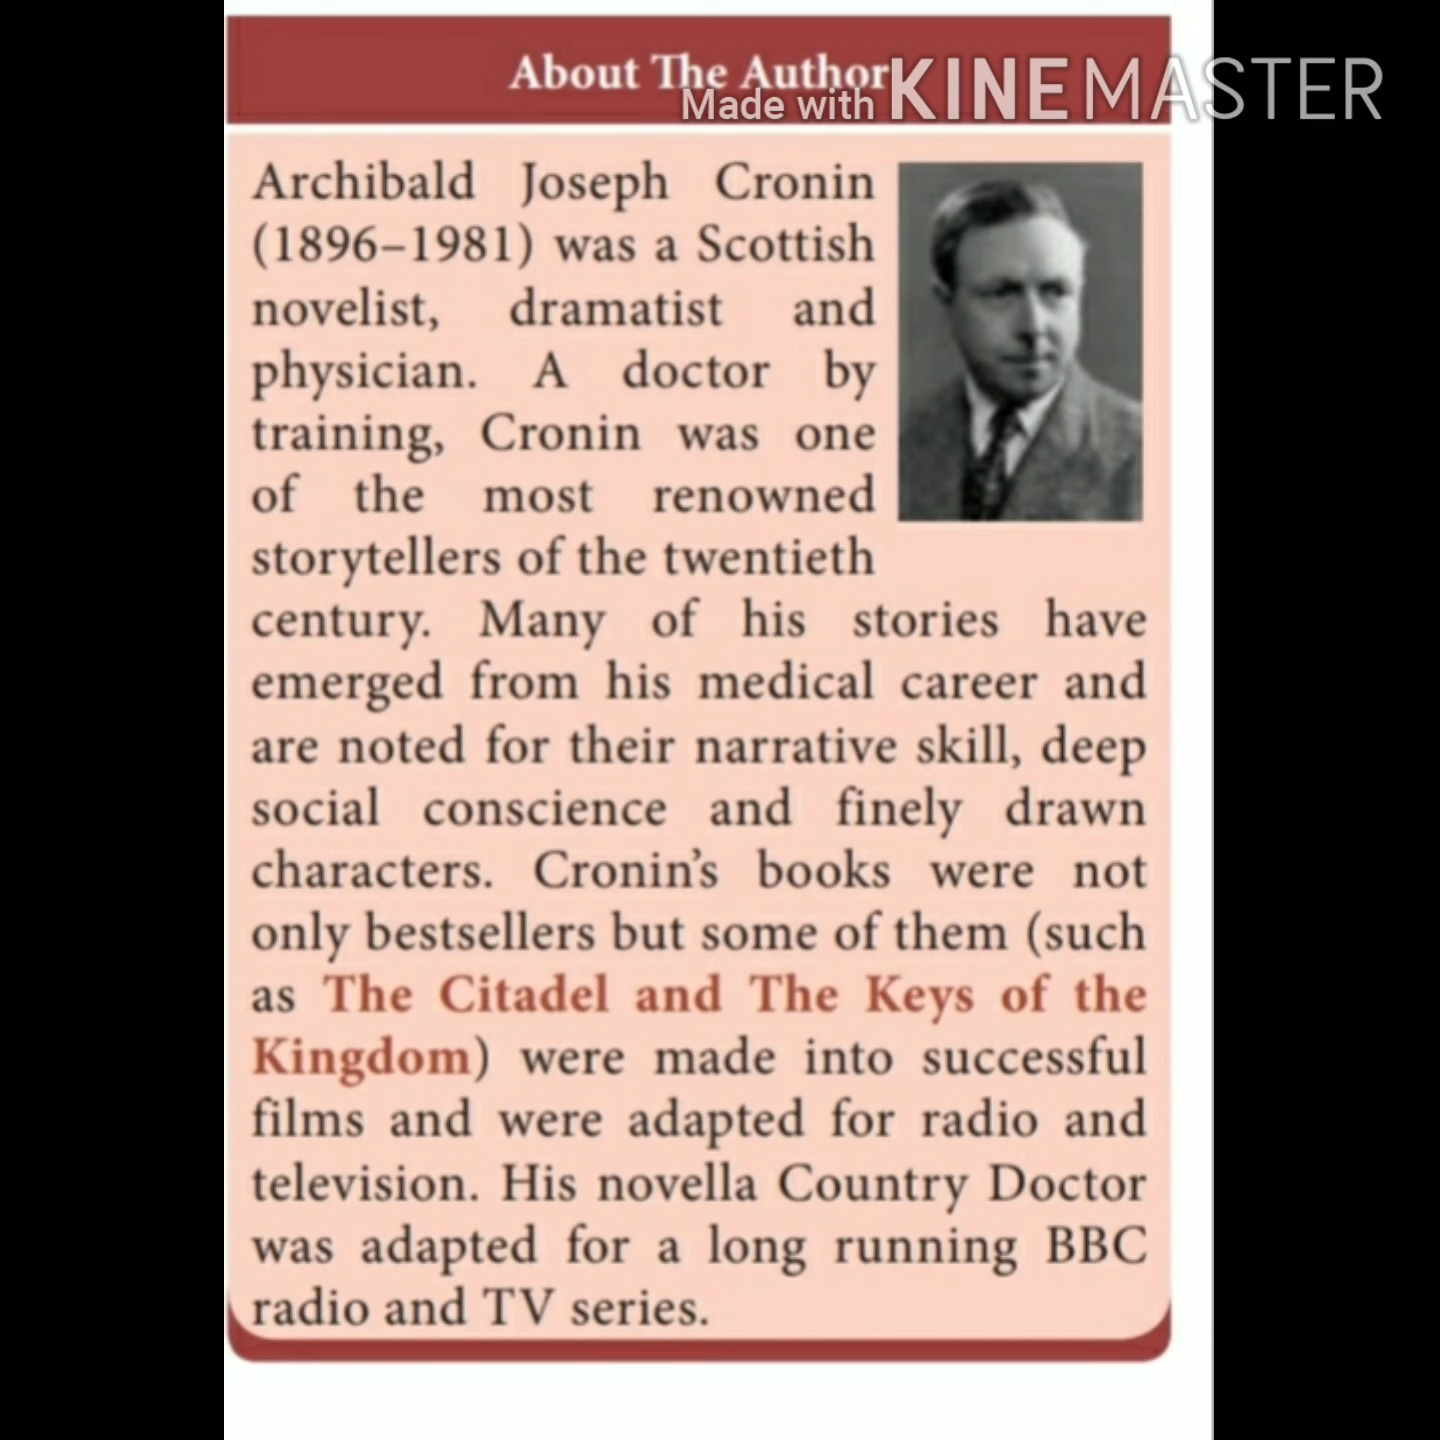 About The Author
Made with KINEMASTER
Archibald Joseph Cronin
(1896–1981) was a Scottish
novelist, dramatist and
physician. A doctor by
training, Cronin was one
of the most renowned
storytellers of the twentieth
century. Many of his stories have
emerged from his medical career and
are noted for their narrative skill, deep
social conscience and finely drawn
characters. Cronin’s books were not
only bestsellers but some of them (such
as The Citadel and The Keys of the
Kingdom) were made into successful
films and were adapted for radio and
television. His novella Country Doctor
was adapted for a long running BBC
radio and TV series.